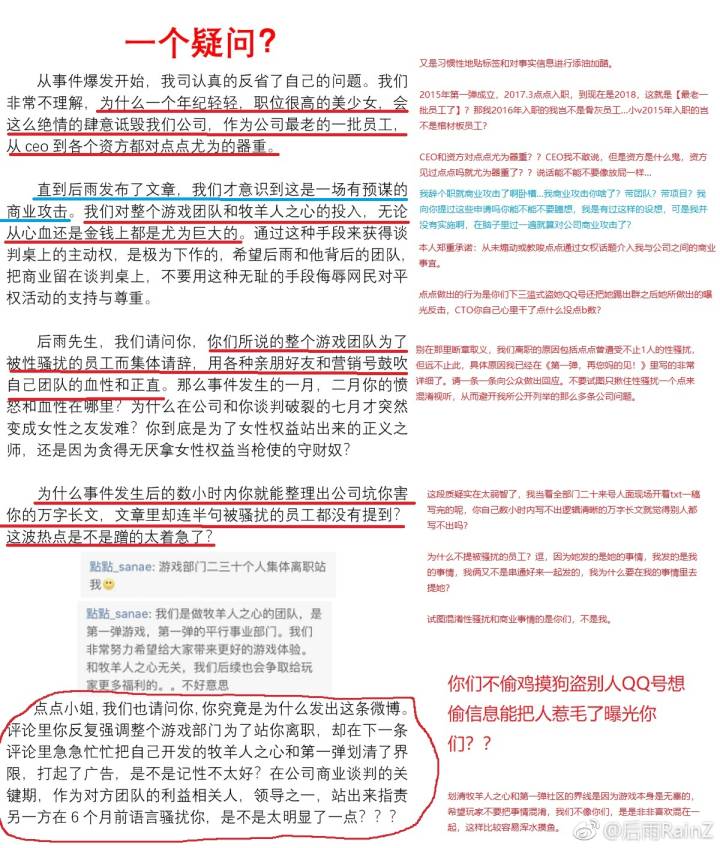 一个疑问？
从事件爆发开始，我司认真的反省了自己的问题。我们
非常不理解，为什么一个年纪轻轻，职位很高的美少女，会
这么绝情的肆意诋毁我们公司，作为公司最老的一批员工，
从 ceo 到各个资方都对点点尤为的器重。
直到后雨发布了文章，我们才意识到这是一场有预谋的
商业攻击。我们对整个游戏团队和牧羊人之心的投入，无论
从心血还是金钱上都是尤为巨大的。通过这种手段来获得谈
判桌上的主动权，是极为下作的，希望后雨和他背后的团队，
把商业留在谈判桌上，不要用这种无耻的手段侮辱网民对平
权活动的支持与尊重。
后雨先生，我们请问你，你们所说的整个游戏团队为了
被性骚扰的员工而集体请辞，用各种亲朋好友和营销号鼓吹
自己团队的血性和正直。那么事件发生的一月，二月你的愤
怒和血性在哪里？为什么在公司和你谈判破裂的七月才突然
变成女性之友发难？你到底是为了女性权益站出来的正义之
师，还是因为贪得无厌拿女性权益当枪使的守财奴？
为什么事件发生后的数小时内你就能整理出公司坑你害
你的万字长文，文章里却连半句被骚扰的员工都没有提到？
这波热点是不是蹭的太着急了？
點點_sanae: 游戏部门二三十个人集体离职站
我
點點_sanae: 我们是做牧羊人之心的团队，是
第一弹游戏，第一弹的平行事业部门。我们
非常努力希望给大家带来更好的游戏体验。
和牧羊人之心无关，我们后续也会争取给玩
家更多福利的。。不好意思
点点小姐，我们也请问你，你究竟是为什么发出这条微博。
评论里你反复强调整个游戏部门为了站你离职，却在下一条
评论里急急忙忙把自己开发的牧羊人之心和第一弹划清了界
限，打起了广告，是不是记性不太好？在公司商业谈判的关
键期，作为对方团队的利益相关人，领导之一，站出来指责
另一方在 6 个月前语言骚扰你，是不是太明显了一点？？？
又是习惯性地贴标签和对事实信息进行添油加醋。
2015年第一弹成立，2017.3点点入职，到现在是2018，这就是【最老一
批员工了】？那我2016年入职的我岂不是骨灰员工...小v2015年入职的岂
不是棺材板员工？
CEO和资方对点点尤为器重？？CEO我不敢说，但是资方是什么鬼，资方
见过点点吗就尤为器重了？？说话能不能不要像放屁一样...
我辞个职就商业攻击了啊卧槽...我商业攻击你啥了？带团队？带项目？我
向你提过这些申请吗你能不能不要臆想，我是有过这样的设想，可是我并
没有实施啊，在脑子里过一遍就算对公司商业攻击了？
本人郑重承诺：从未煽动或教唆点点通过女权话题介入我与公司之间的商业
事宜。
点点做出的行为是你们下三滥式盗她QQ号还把她踢出群之后她所做出的曝
光反击，CTO你自己心里干了点什么没点b数？
别在那里断章取义，我们离职的原因包括点点曾遭受不止1人的性骚扰，
但远不止此，具体原因我已经在《第一弹，再您妈的见！》里写的非常
详细了。请一条一条向公众做出回应。不要试图只揪住性骚扰一个点来
混淆视听，从而避开我所公开列举的那么多条公司问题。
这段质疑实在太弱智了，我当着全部门二十来号人面现场开着txt一稿
写完的呢，你自己数小时内写不出逻辑清晰的万字长文就觉得别人都
写不出吗？
为什么不提被骚扰的员工？逗，因为她发的是她的事情，我发的是我
的事情，我俩又不是串通好来一起发的，我为什么要在我的事情里去
提她？
试图混淆性骚扰和商业事情的是你们，不是我。
你们不偷鸡摸狗盗别人QQ号想
偷信息能把人惹毛了曝光你
们？？
划清牧羊人之心和第一弹社区的界线是因为游戏本身是无辜的，
希望玩家不要把事情混淆，我们不像你们，是是非非喜欢混在一
起，这样比较容易浑水摸鱼。
@后雨RainZ